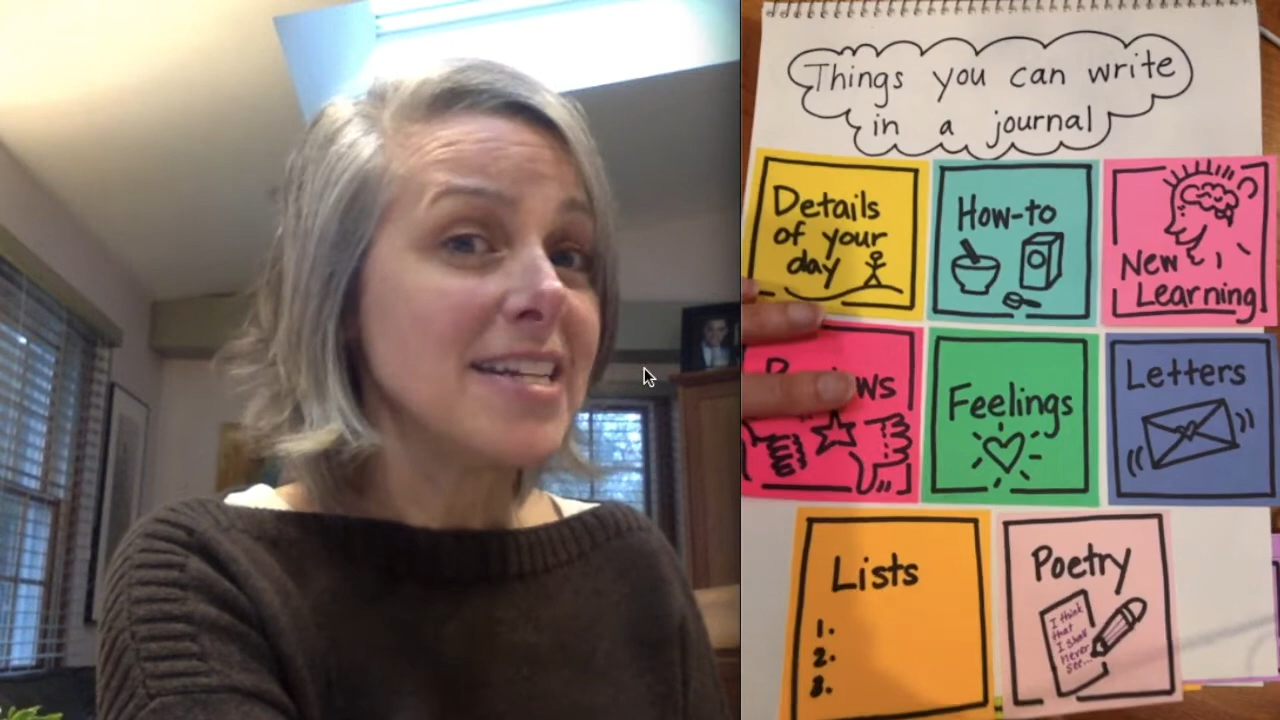 Things you can write
in a journal
Details
of your
day
How-to
New
Learning
Feelings
Letters
Lists
1.
2.
3.
Poetry
I think
that
I shall
never
see...